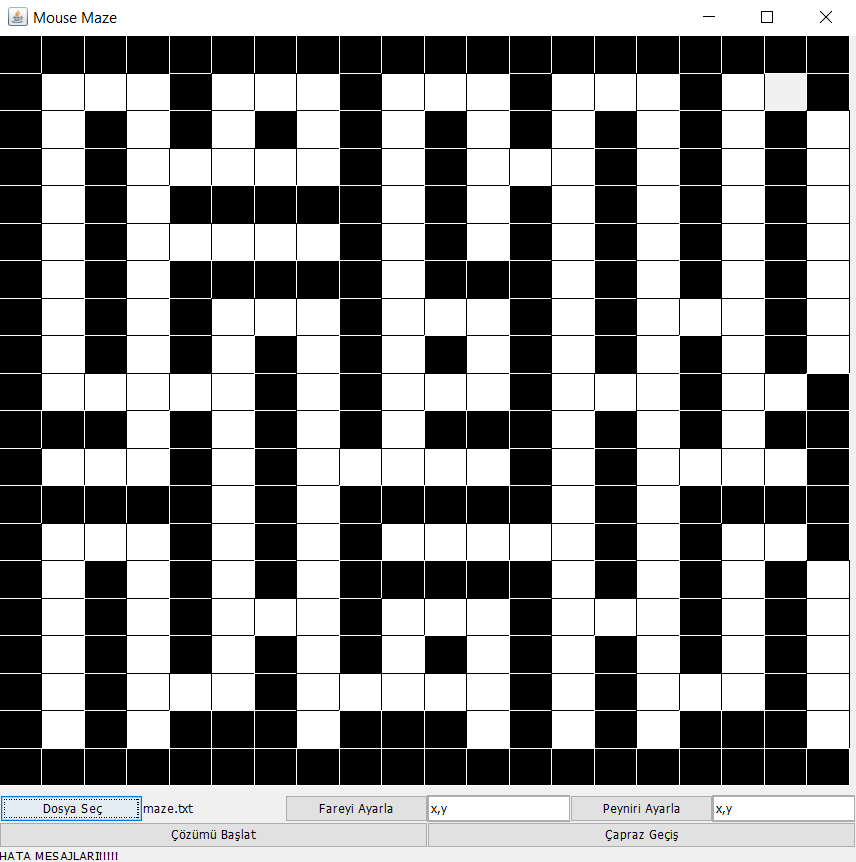 Mouse Maze
Dosya Seç maze.txt Fareyi Ayarla x,y Peyniri Ayarla x,y
Çözümü Başlat Çapraz Geçiş
HATA MESAJLARI!!!!!